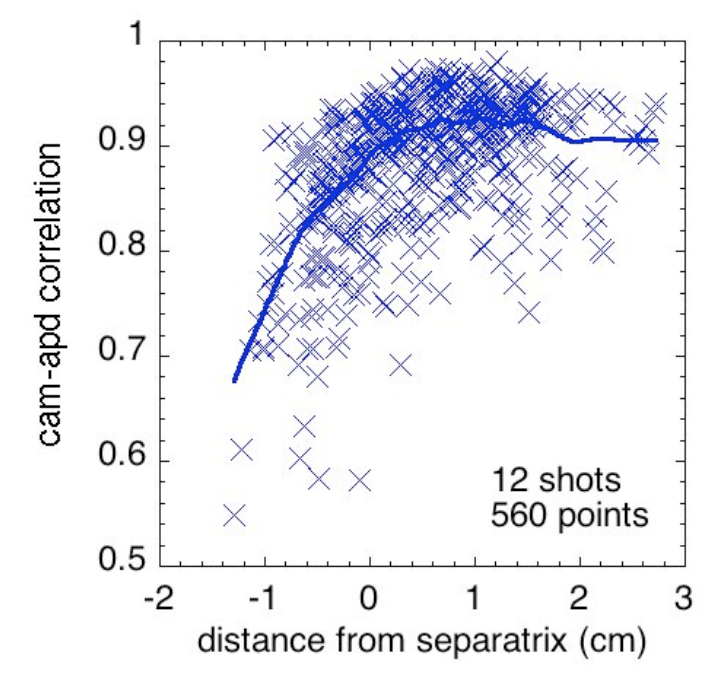 1
0.9
0.8
0.7
0.6
0.5
cam-apd correlation
12 shots
560 points
-2 -1 0 1 2 3
distance from separatrix (cm)